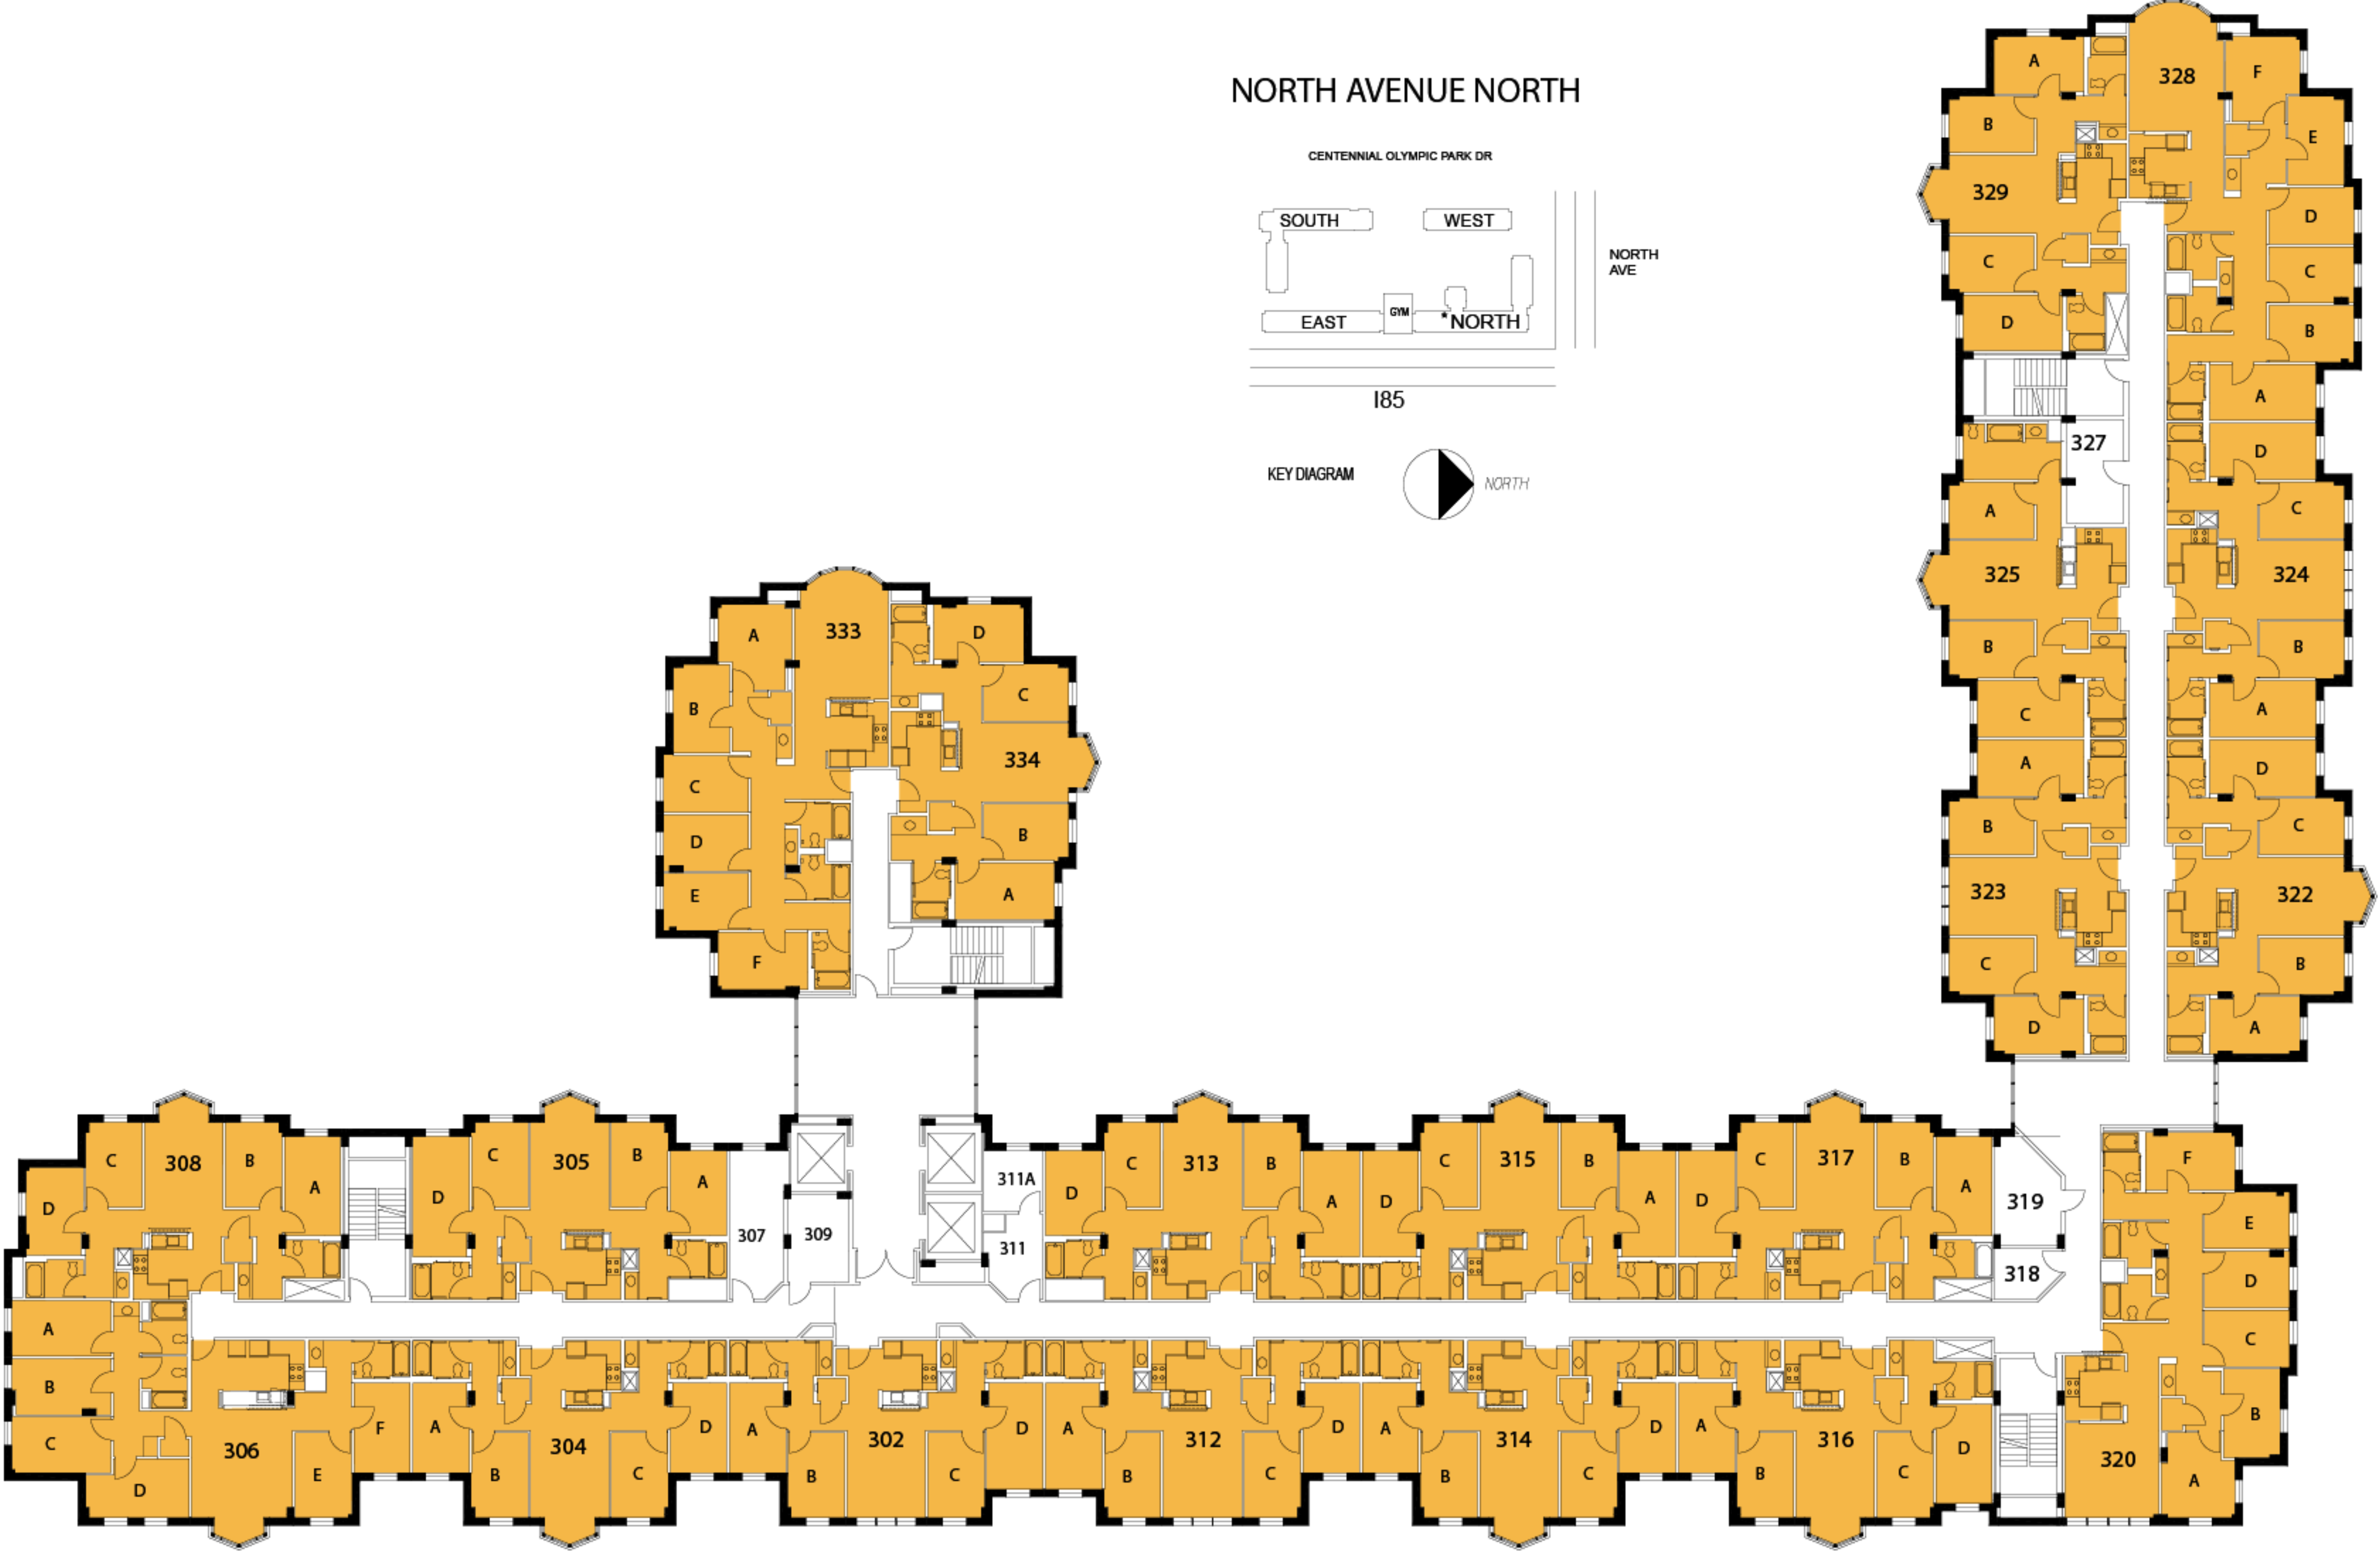 NORTH AVENUE NORTH
CENTENNIAL OLYMPIC PARK DR
SOUTH
WEST
NORTH
AVE
GYM
EAST
*NORTH
I85
KEY DIAGRAM
NORTH
A
328
F
B
E
329
D
C
C
D
B
A
327
D
A
C
325
324
B
B
C
A
A
D
B
C
323
322
C
B
D
A
A
333
D
B
C
334
C
D
B
E
A
F
C
308
B
A
D
C
305
B
A
D
307
309
311A
311
D
C
313
B
A
D
C
315
B
A
D
C
317
B
A
319
318
F
E
D
C
B
A
320
A
B
C
D
306
E
F
A
B
304
C
D
A
B
302
C
D
A
B
312
C
D
A
B
314
C
D
A
B
316
C
D